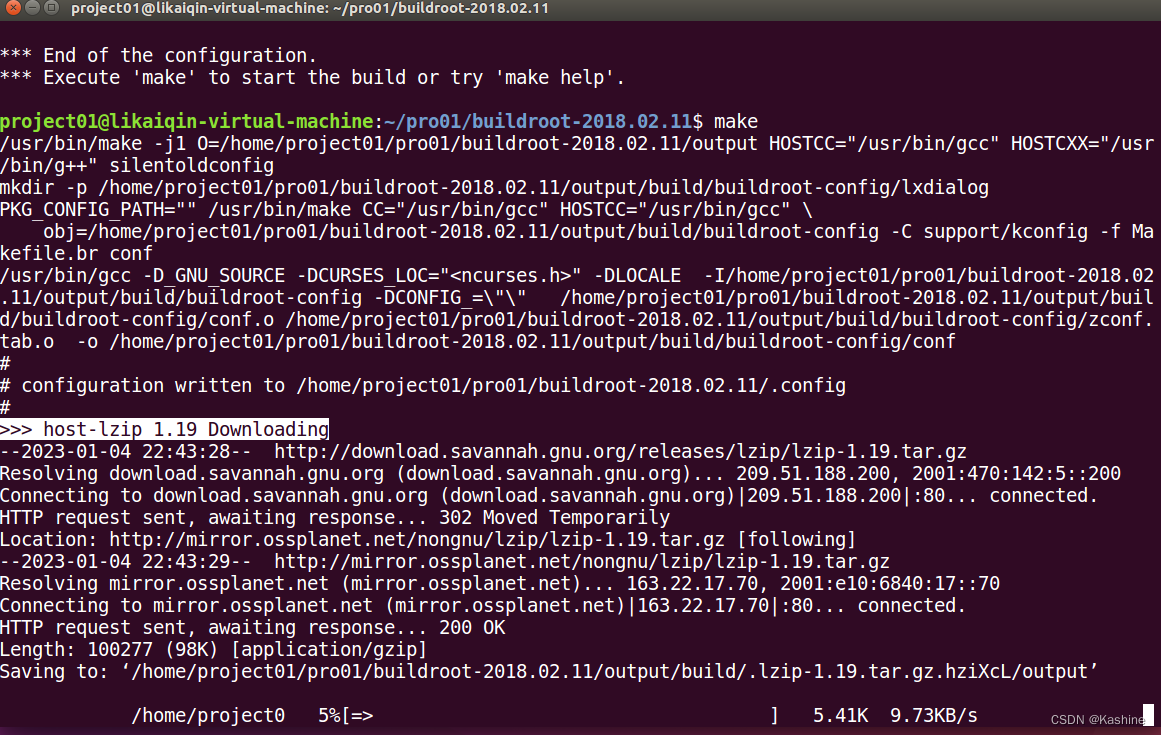 project01@likaiqin-virtual-machine: ~/pro01/buildroot-2018.02.11
*** End of the configuration.
*** Execute 'make' to start the build or try 'make help'.
project01@likaiqin-virtual-machine:~/pro01/buildroot-2018.02.11$ make
/usr/bin/make -j1 O=/home/project01/pro01/buildroot-2018.02.11/output HOSTCC="/usr/bin/gcc" HOSTCXX="/usr
/bin/g++" silentoldconfig
mkdir -p /home/project01/pro01/buildroot-2018.02.11/output/build/buildroot-config/lxdialog
PKG_CONFIG_PATH="" /usr/bin/make CC="/usr/bin/gcc" HOSTCC="/usr/bin/gcc" \
    obj=/home/project01/pro01/buildroot-2018.02.11/output/build/buildroot-config -C support/kconfig -f Ma
kefile.br conf
/usr/bin/gcc -D_GNU_SOURCE -DCURSES_LOC="<ncurses.h>" -DLOCALE  -I/home/project01/pro01/buildroot-2018.02
.11/output/build/buildroot-config -DCONFIG_=\"\"   /home/project01/pro01/buildroot-2018.02.11/output/buil
d/buildroot-config/conf.o /home/project01/pro01/buildroot-2018.02.11/output/build/buildroot-config/zconf.
tab.o  -o /home/project01/pro01/buildroot-2018.02.11/output/build/buildroot-config/conf
#
# configuration written to /home/project01/pro01/buildroot-2018.02.11/.config
#
>>> host-lzip 1.19 Downloading
--2023-01-04 22:43:28--  http://download.savannah.gnu.org/releases/lzip/lzip-1.19.tar.gz
Resolving download.savannah.gnu.org (download.savannah.gnu.org)... 209.51.188.200, 2001:470:142:5::200
Connecting to download.savannah.gnu.org (download.savannah.gnu.org)|209.51.188.200|:80... connected.
HTTP request sent, awaiting response... 302 Moved Temporarily
Location: http://mirror.ossplanet.net/nongnu/lzip/lzip-1.19.tar.gz [following]
--2023-01-04 22:43:29--  http://mirror.ossplanet.net/nongnu/lzip/lzip-1.19.tar.gz
Resolving mirror.ossplanet.net (mirror.ossplanet.net)... 163.22.17.70, 2001:e10:6840:17::70
Connecting to mirror.ossplanet.net (mirror.ossplanet.net)|163.22.17.70|:80... connected.
HTTP request sent, awaiting response... 200 OK
Length: 100277 (98K) [application/gzip]
Saving to: ‘/home/project01/pro01/buildroot-2018.02.11/output/build/.lzip-1.19.tar.gz.hziXcL/output’
/home/project0   5%[=>                                    ]   5.41K  9.73KB/s
CSDN @Kashine